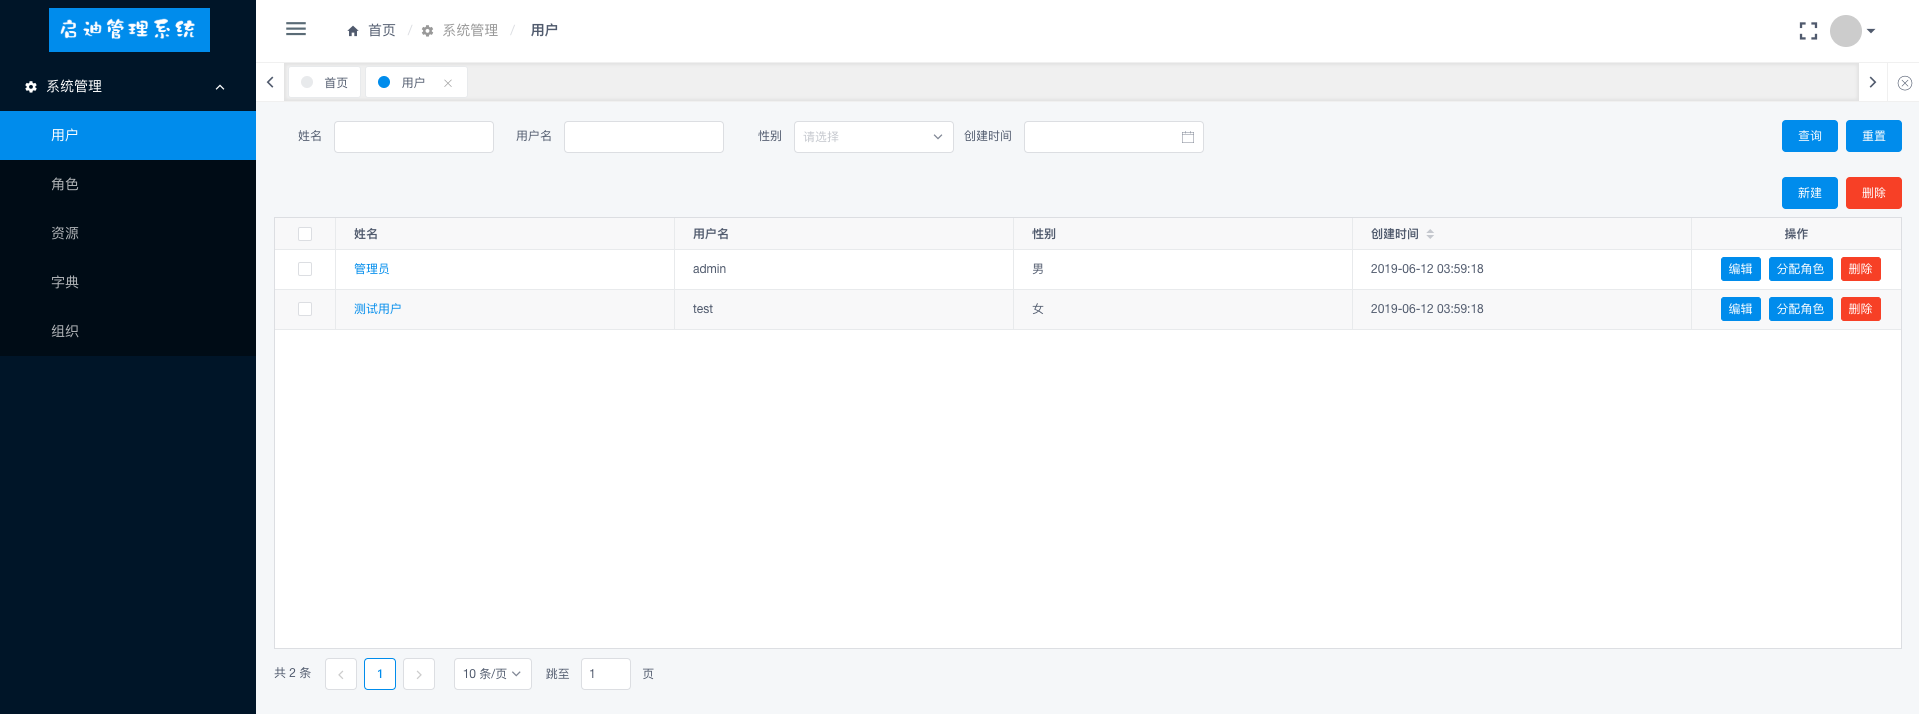 启迪管理系统
首页 / 系统管理 / 用户
系统管理
首页 用户
用户
角色
资源
字典
组织
姓名 用户名 性别 请选择 创建时间 查询 重置
新建 删除
姓名 用户名 性别 创建时间 操作
管理员 admin 男 2019-06-12 03:59:18 编辑 分配角色 删除
测试用户 test 女 2019-06-12 03:59:18 编辑 分配角色 删除
共 2 条 1 10 条/页 跳至 1 页